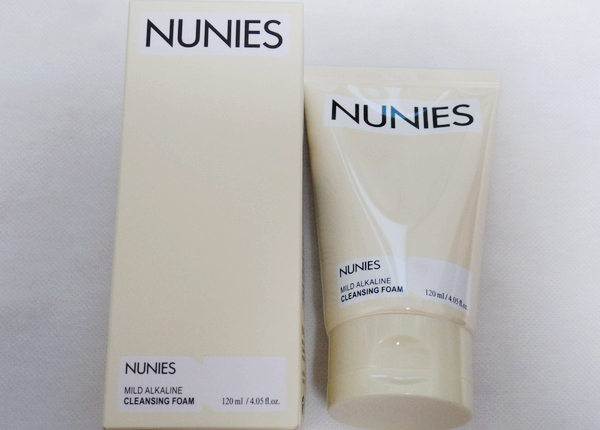 NUNIES
NUNIES
MILD ALKALINE
CLEANSING FOAM
120 ml / 4.05 fl.oz.
NUNIES
NUNIES
MILD ALKALINE
CLEANSING FOAM
120 ml / 4.05 fl.oz.